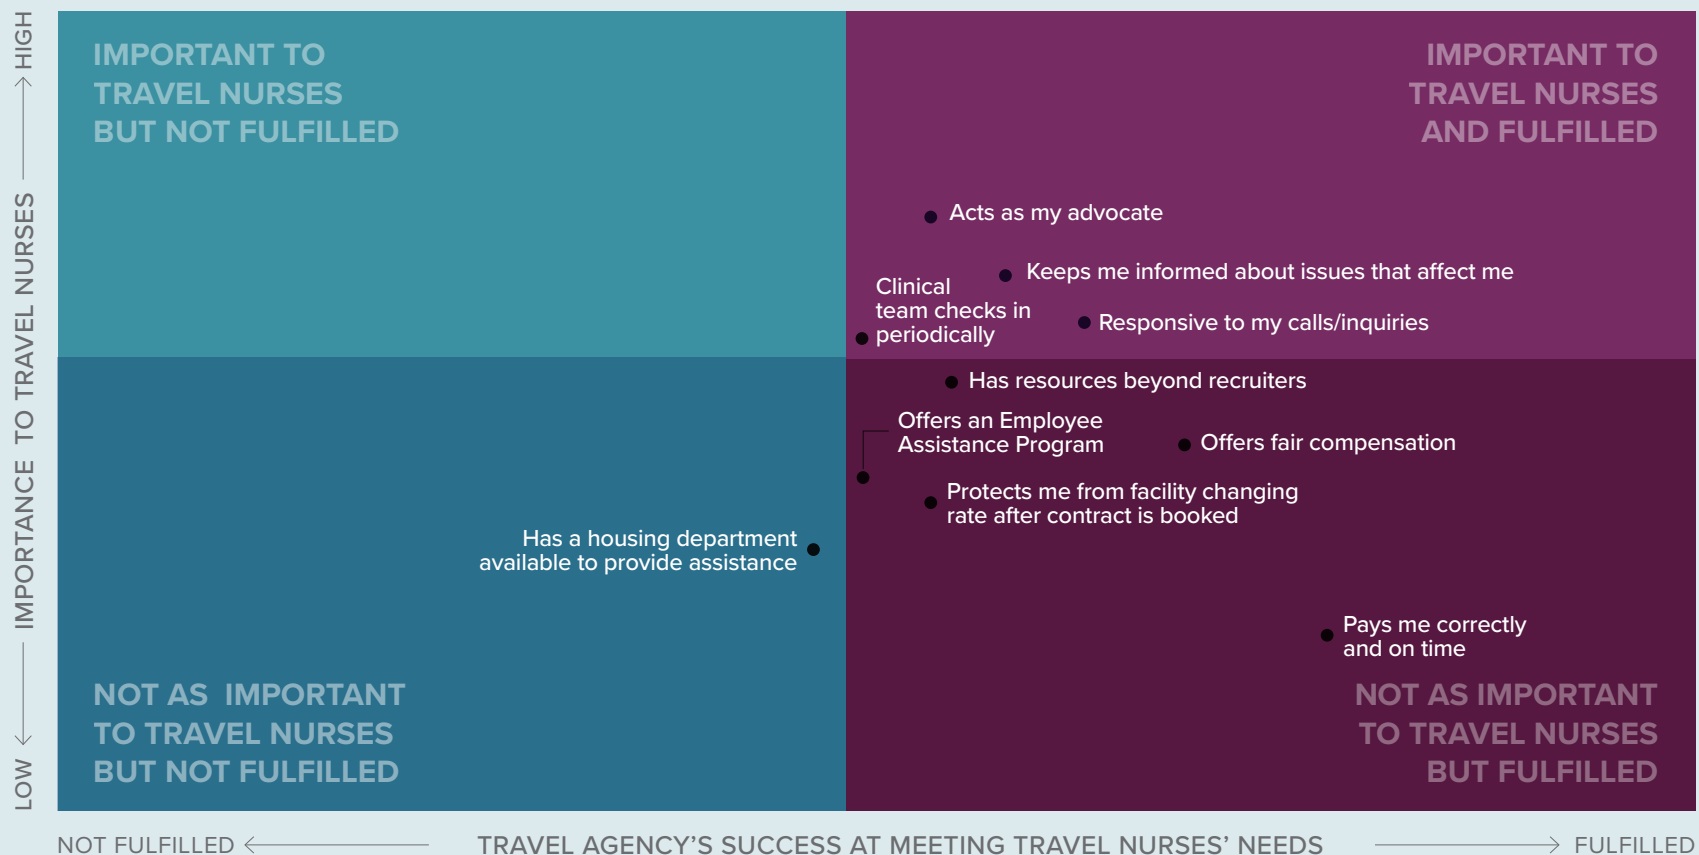 HIGH
IMPORTANCE TO TRAVEL NURSES
LOW
IMPORTANT TO
TRAVEL NURSES
BUT NOT FULFILLED
IMPORTANT TO
TRAVEL NURSES
AND FULFILLED
Acts as my advocate
Keeps me informed about issues that affect me
Clinical
team checks in
periodically
Responsive to my calls/inquiries
Has resources beyond recruiters
Offers an Employee
Assistance Program
Offers fair compensation
Protects me from facility changing
rate after contract is booked
Has a housing department
available to provide assistance
Pays me correctly
and on time
NOT AS IMPORTANT
TO TRAVEL NURSES
BUT NOT FULFILLED
NOT AS IMPORTANT
TO TRAVEL NURSES
BUT FULFILLED
NOT FULFILLED
TRAVEL AGENCY’S SUCCESS AT MEETING TRAVEL NURSES’ NEEDS
FULFILLED